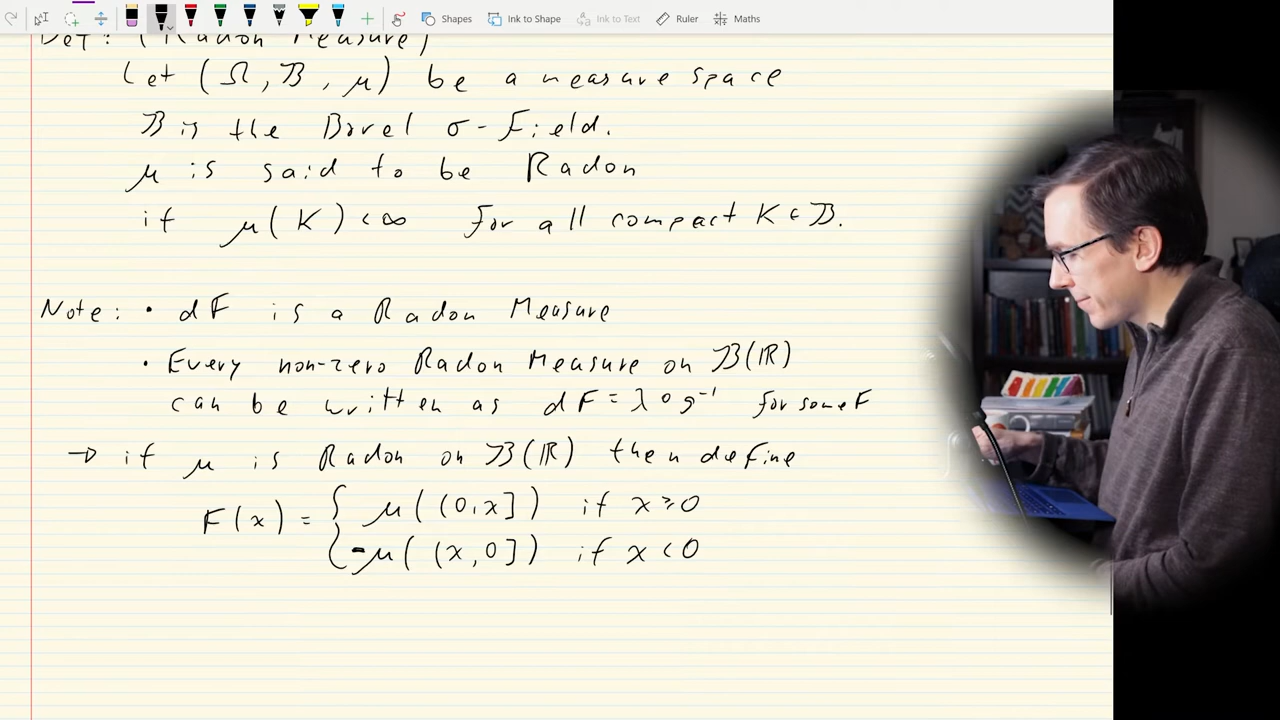 Shapes Ink to Shape Ink to Text Ruler Maths
Def: (Radon Measure)
Let (Ω, ℬ, μ) be a measure space
ℬ is the Borel σ-Field.
μ is said to be Radon
if μ(K) < ∞ for all compact K ∈ ℬ.
Note: • dF is a Radon Measure
• Every non-zero Radon Measure on ℬ(ℝ)
can be written as dF = λ ∘ g⁻¹ for some F
→ if μ is Radon on ℬ(ℝ) then define
F(x) = { μ((0,x]) if x ≥ 0
-μ((x,0]) if x < 0